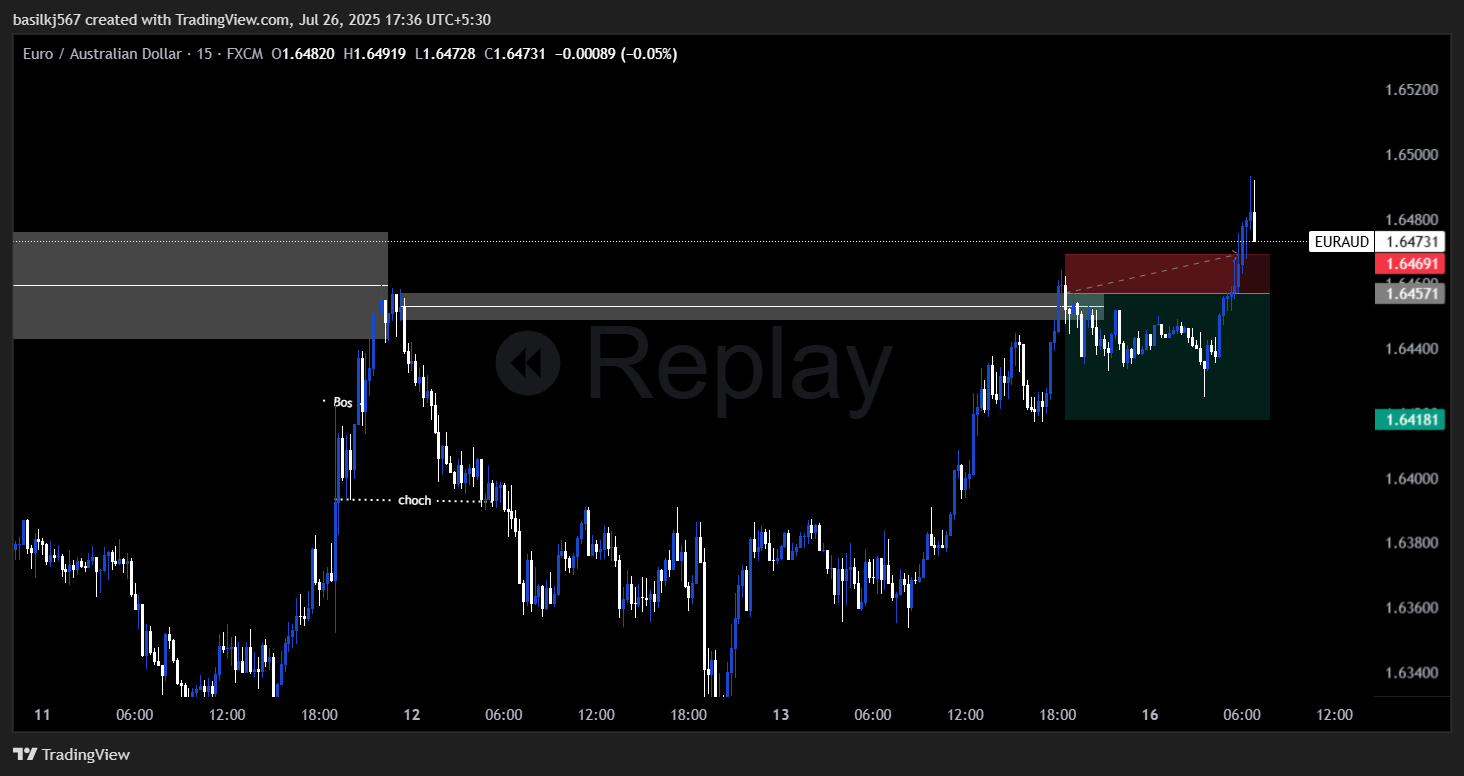 basilkj567 created with TradingView.com, Jul 26, 2025 17:36 UTC+5:30
Euro / Australian Dollar · 15 · FXCM O1.64820 H1.64919 L1.64728 C1.64731 −0.00089 (−0.05%)
1.65200
1.65000
1.64800
EURAUD 1.64731
1.64691
1.64571
1.64400
Replay
Bos
1.64181
choch
1.64000
1.63800
1.63600
1.63400
11 06:00 12:00 18:00 12 06:00 12:00 18:00 13 06:00 12:00 18:00 16 06:00 12:00
TradingView